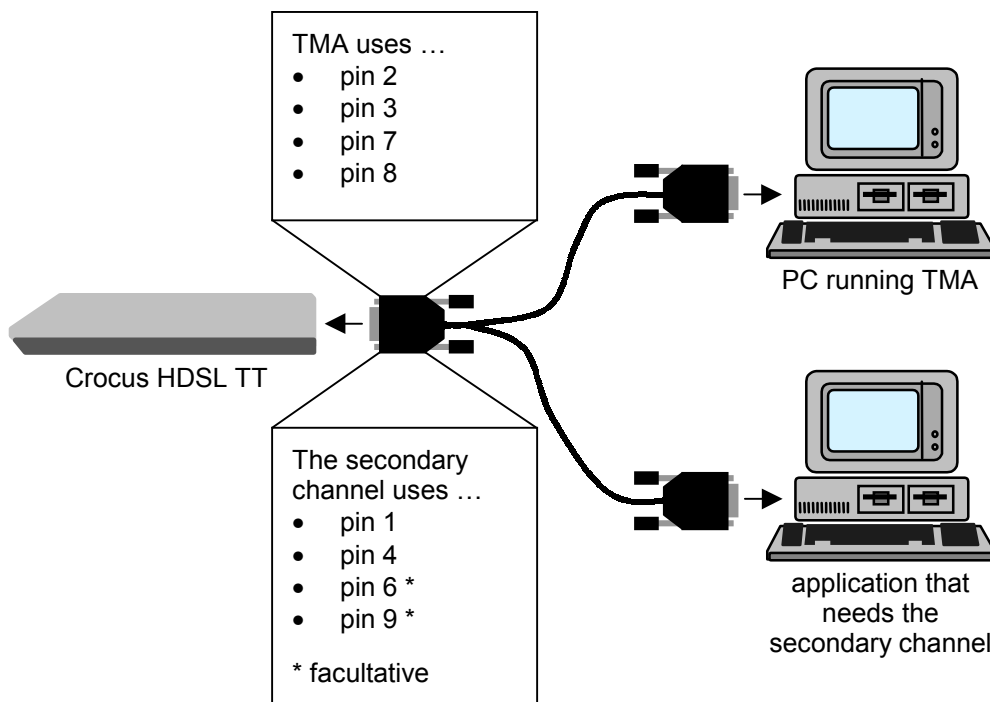 TMA uses …
• pin 2
• pin 3
• pin 7
• pin 8
PC running TMA
Crocus HDSL TT
The secondary
channel uses …
• pin 1
• pin 4
• pin 6 *
• pin 9 *
* facultative
application that
needs the
secondary channel